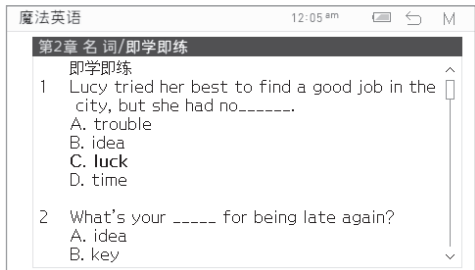 魔法英语 12:05 am M
第2章 名 词/即学即练
即学即练
1 Lucy tried her best to find a good job in the
city, but she had no______.
A. trouble
B. idea
C. luck
D. time
2 What's your _____ for being late again?
A. idea
B. key